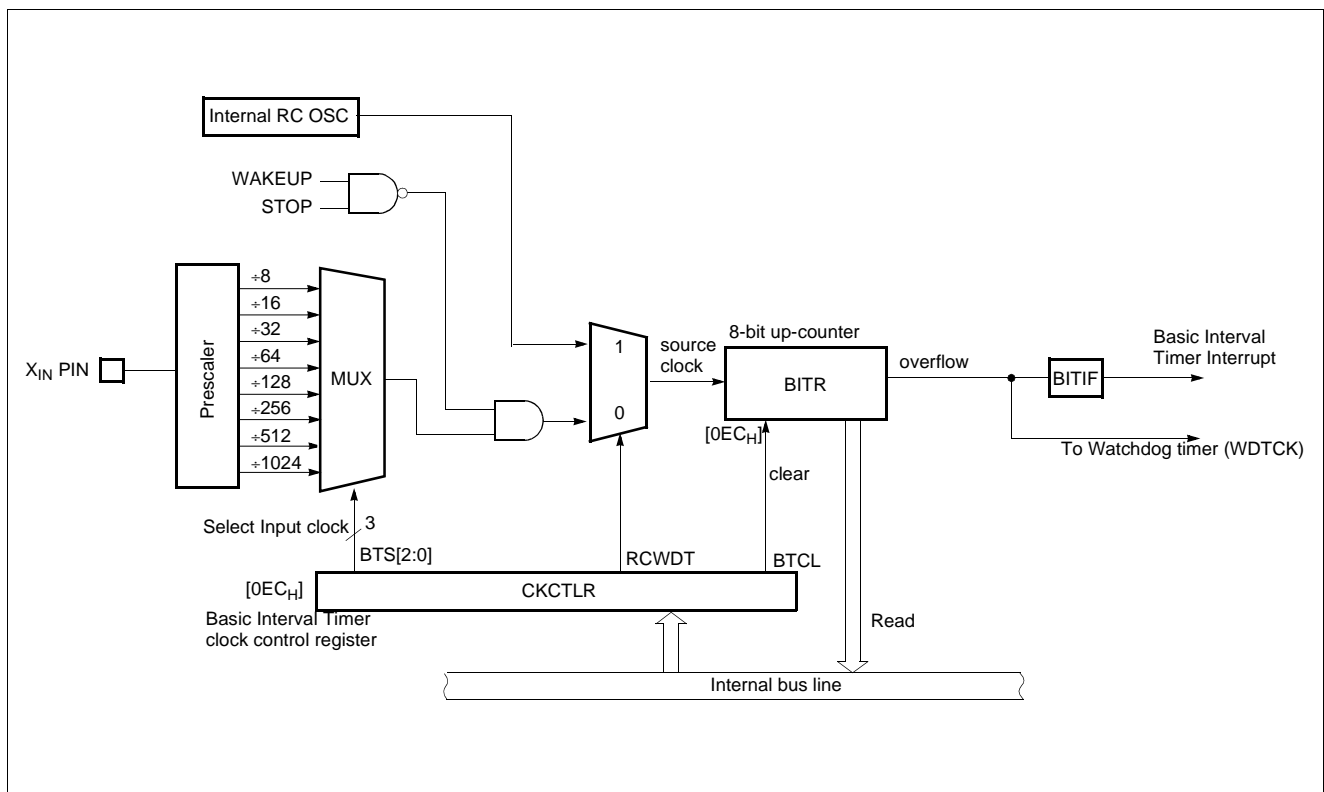 Internal RC OSC
WAKEUP
STOP
XIN PIN
Prescaler
÷8
÷16
÷32
÷64
÷128
÷256
÷512
÷1024
MUX
1
0
source
clock
8-bit up-counter
BITR
[0ECH]
overflow
BITIF
Basic Interval
Timer Interrupt
To Watchdog timer (WDTCK)
clear
Select Input clock
3
BTS[2:0]
RCWDT
BTCL
[0ECH]
CKCTLR
Basic Interval Timer
clock control register
Read
Internal bus line